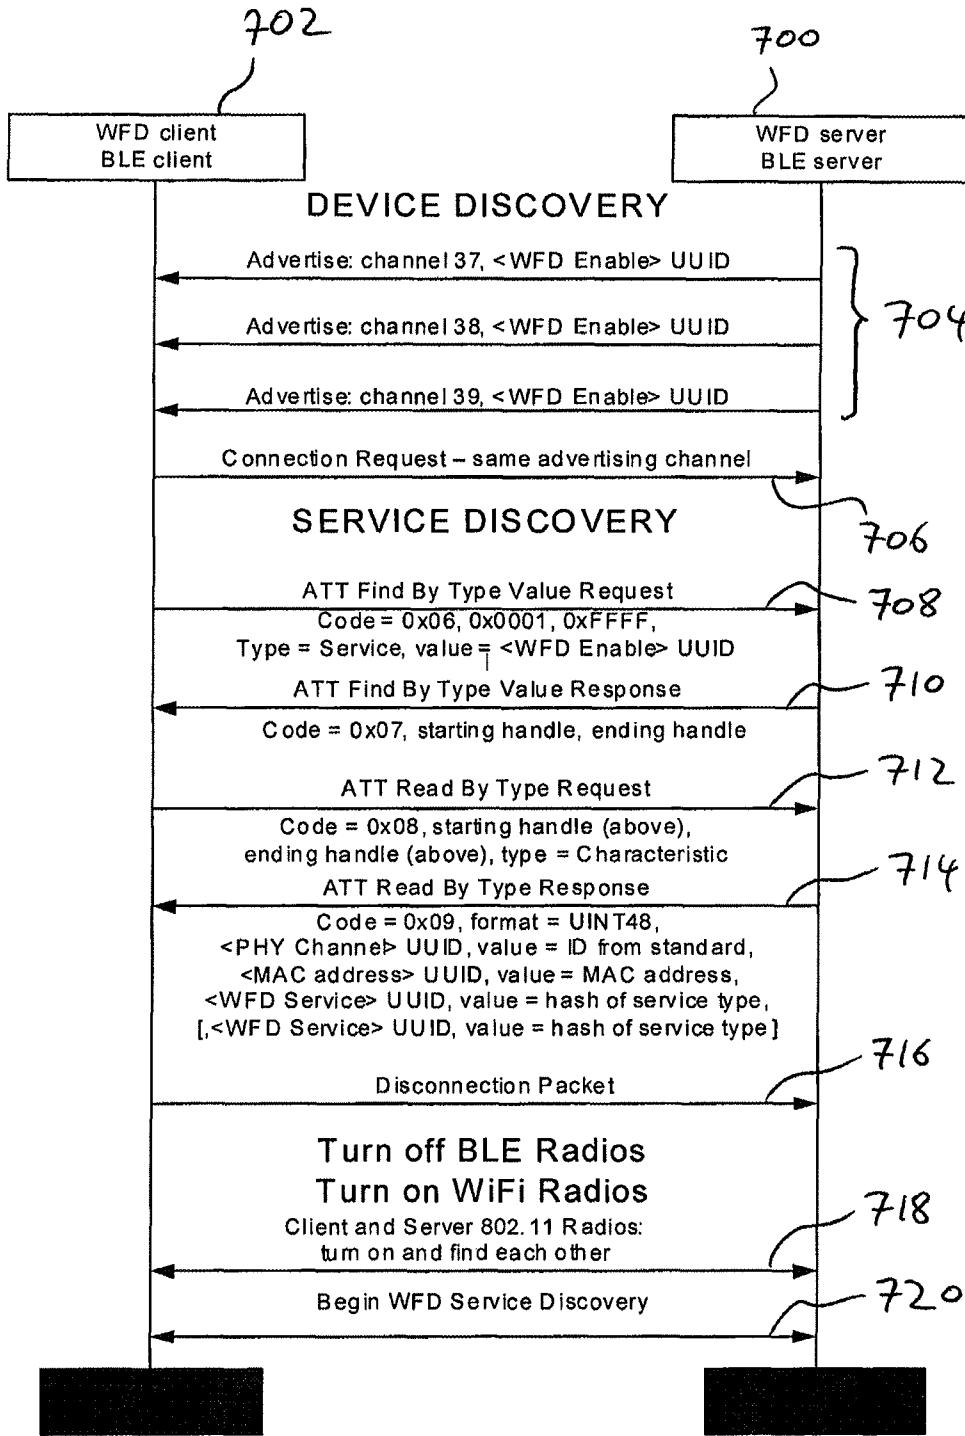 702
700
WFD client
BLE client
WFD server
BLE server
DEVICE DISCOVERY
Advertise: channel 37, <WFD Enable> UUID
704
Advertise: channel 38, <WFD Enable> UUID
Advertise: channel 39, <WFD Enable> UUID
Connection Request – same advertising channel
706
SERVICE DISCOVERY
ATT Find By Type Value Request
708
Code = 0x06, 0x0001, 0xFFFF,
Type = Service, value = <WFD Enable> UUID
ATT Find By Type Value Response
710
Code = 0x07, starting handle, ending handle
ATT Read By Type Request
712
Code = 0x08, starting handle (above),
ending handle (above), type = Characteristic
ATT Read By Type Response
714
Code = 0x09, format = UINT48,
<PHY Channel> UUID, value = ID from standard,
<MAC address> UUID, value = MAC address,
<WFD Service> UUID, value = hash of service type,
[,<WFD Service> UUID, value = hash of service type]
716
Disconnection Packet
Turn off BLE Radios
Turn on WiFi Radios
Client and Server 802.11 Radios:
turn on and find each other
718
Begin WFD Service Discovery
720